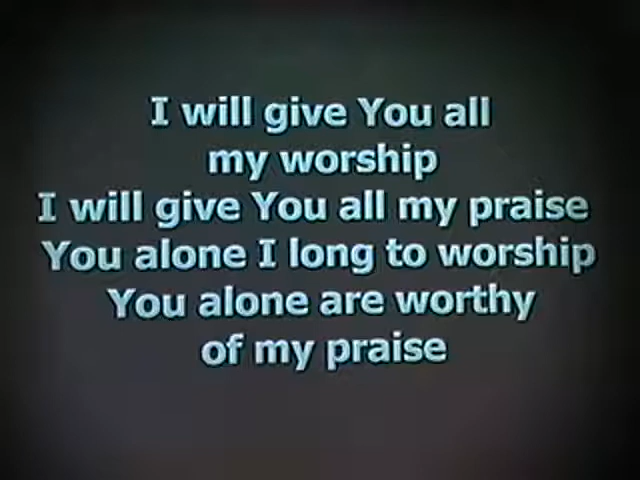 I will give You all
my worship
I will give You all my praise
You alone I long to worship
You alone are worthy
of my praise